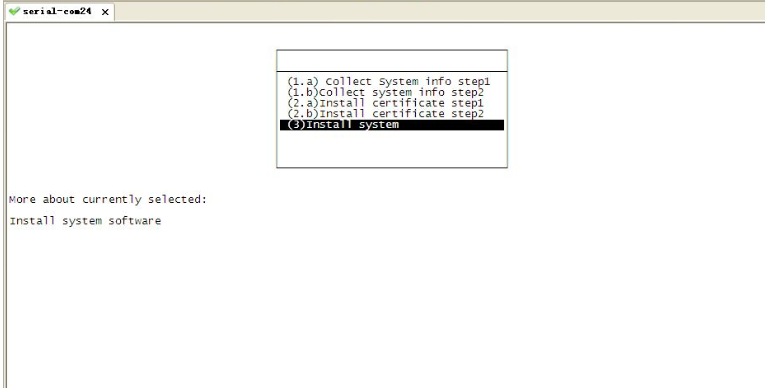 serial-com24 x
(1.a) Collect System info step1
(1.b)Collect system info step2
(2.a)Install certificate step1
(2.b)Install certificate step2
(3)Install system
More about currently selected:
Install system software